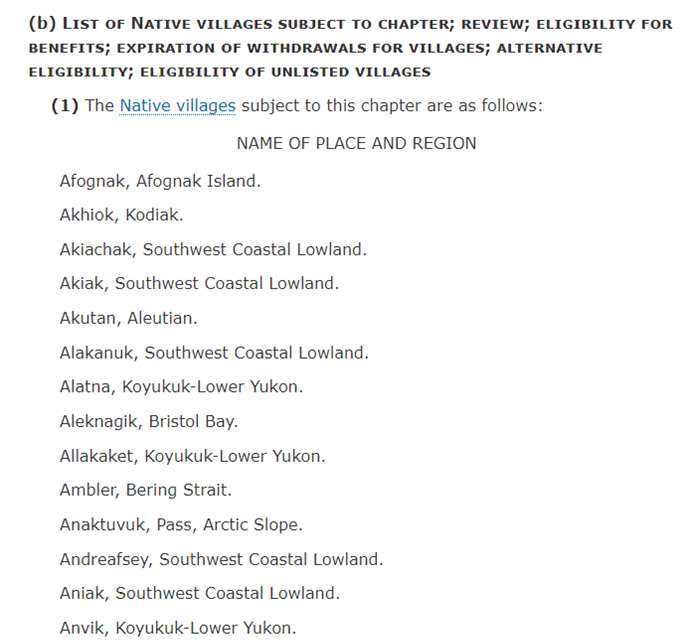 (b) List of Native villages subject to chapter; review; eligibility for
benefits; expiration of withdrawals for villages; alternative
eligibility; eligibility of unlisted villages
(1) The Native villages subject to this chapter are as follows:
NAME OF PLACE AND REGION
Afognak, Afognak Island.
Akhiok, Kodiak.
Akiachak, Southwest Coastal Lowland.
Akiak, Southwest Coastal Lowland.
Akutan, Aleutian.
Alakanuk, Southwest Coastal Lowland.
Alatna, Koyukuk-Lower Yukon.
Aleknagik, Bristol Bay.
Allakaket, Koyukuk-Lower Yukon.
Ambler, Bering Strait.
Anaktuvuk, Pass, Arctic Slope.
Andreafsey, Southwest Coastal Lowland.
Aniak, Southwest Coastal Lowland.
Anvik, Koyukuk-Lower Yukon.